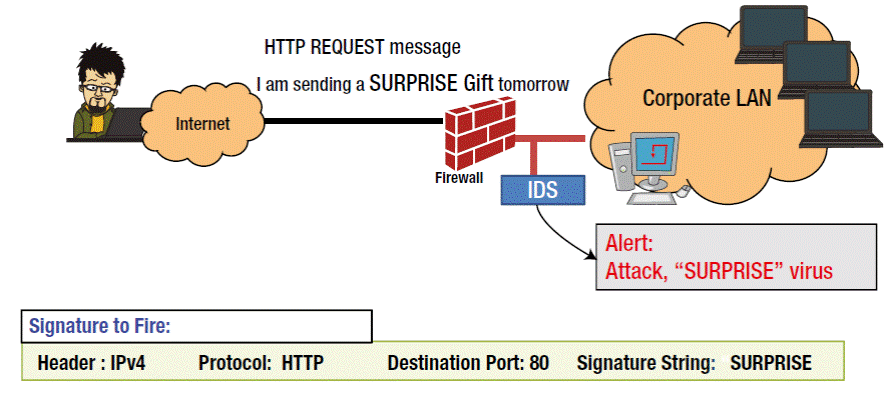 HTTP REQUEST message
I am sending a SURPRISE Gift tomorrow
Internet
Corporate LAN
Firewall
IDS
Alert:
Attack, “SURPRISE” virus
Signature to Fire:
Header : IPv4 Protocol: HTTP Destination Port: 80 Signature String: SURPRISE